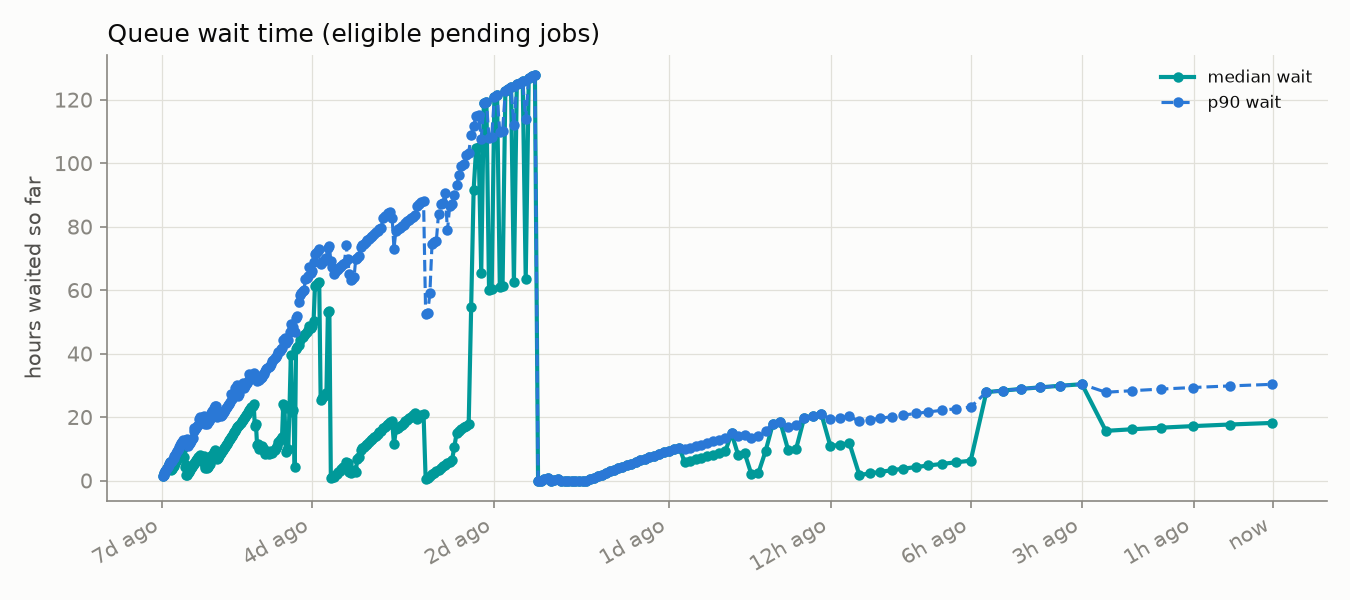 Queue wait time (eligible pending jobs)
median wait
p90 wait
hours waited so far
120
100
80
60
40
20
0
7d ago
4d ago
2d ago
1d ago
12h ago
6h ago
3h ago
1h ago
now